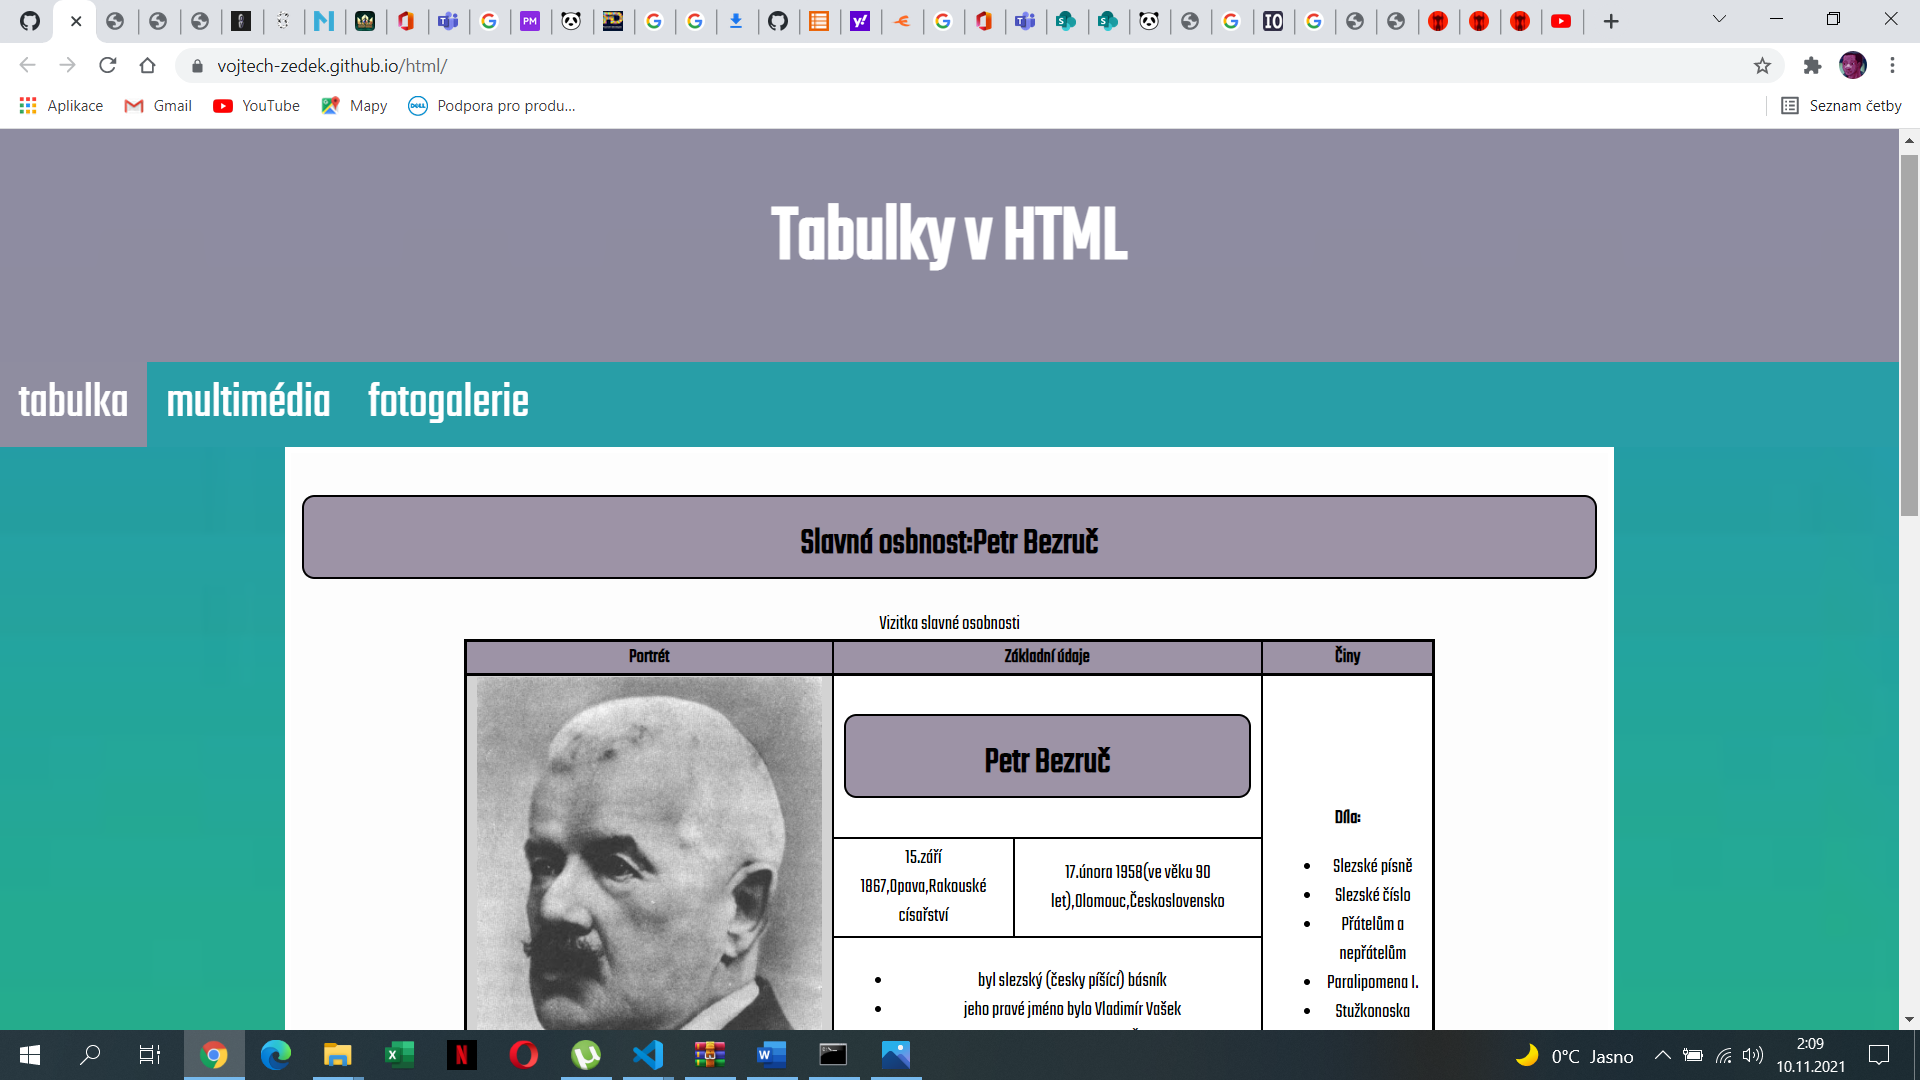 vojtech-zedek.github.io/html/
Aplikace
Gmail
YouTube
Mapy
Podpora pro produ...
Seznam četby
Tabulky v HTML
tabulka
multimédia
fotogalerie
Slavná osbnost:Petr Bezruč
Vizitka slavné osobnosti
Portrét
Základní údaje
Činy
Petr Bezruč
15.září
1867,Opava,Rakouské
císařství
17.února 1958(ve věku 90
let),Olomouc,Československo
byl slezský (česky píšící) básník
jeho pravé jméno bylo Vladimír Vašek
Díla:
Slezské písně
Slezské číslo
Přátelům a
nepřátelům
Paralipomena I.
Stužkonoska
0°C Jasno
2:09
10.11.2021